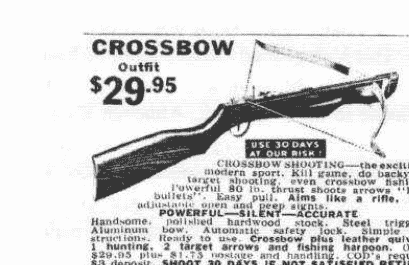 CROSSBOW
Outfit
$29.95
USE 30 DAYS
AT OUR RISK!
CROSSBOW SHOOTING—the excit
modern sport. Kill game, do backy
target shooting, even crossbow fishi
Powerful 80 lb. thrust shoots arrows "l
bullets". Easy pull. Aims like a rifle,
adjustable open and peep sights.
POWERFUL—SILENT—ACCURATE
Handsome, polished hardwood stock. Steel trigg
Aluminum bow. Automatic safety lock. Simple
structions. Ready to use. Crossbow plus leather quiv
1 hunting, 2 target arrows and fishing harpoon.
$29.95 plus $1.75 postage and handling. COD's requ
$3 deposit. SHOOT 30 DAYS IF NOT SATISFIED RETU